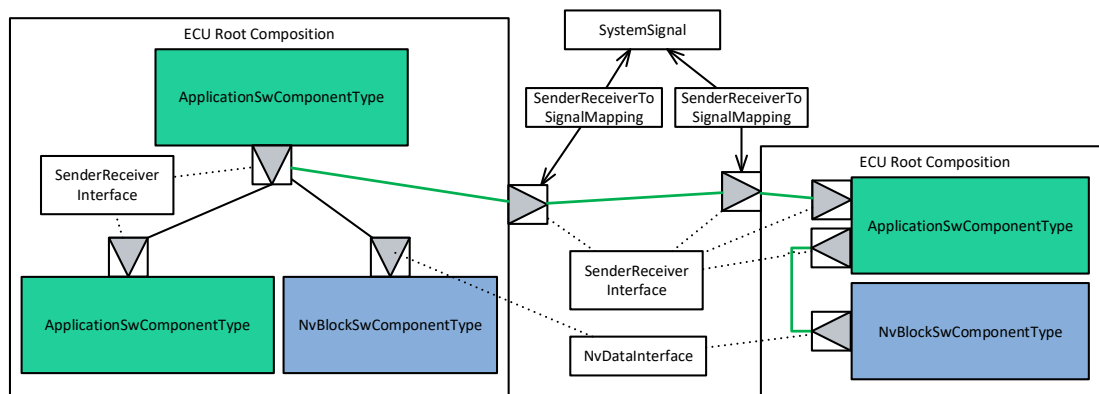 ECU Root Composition
SystemSignal
ApplicationSwComponentType
SenderReceiverTo
SignalMapping
SenderReceiverTo
SignalMapping
SenderReceiver
Interface
ECU Root Composition
ApplicationSwComponentType
SenderReceiver
Interface
ApplicationSwComponentType
NvBlockSwComponentType
NvBlockSwComponentType
NvDataInterface